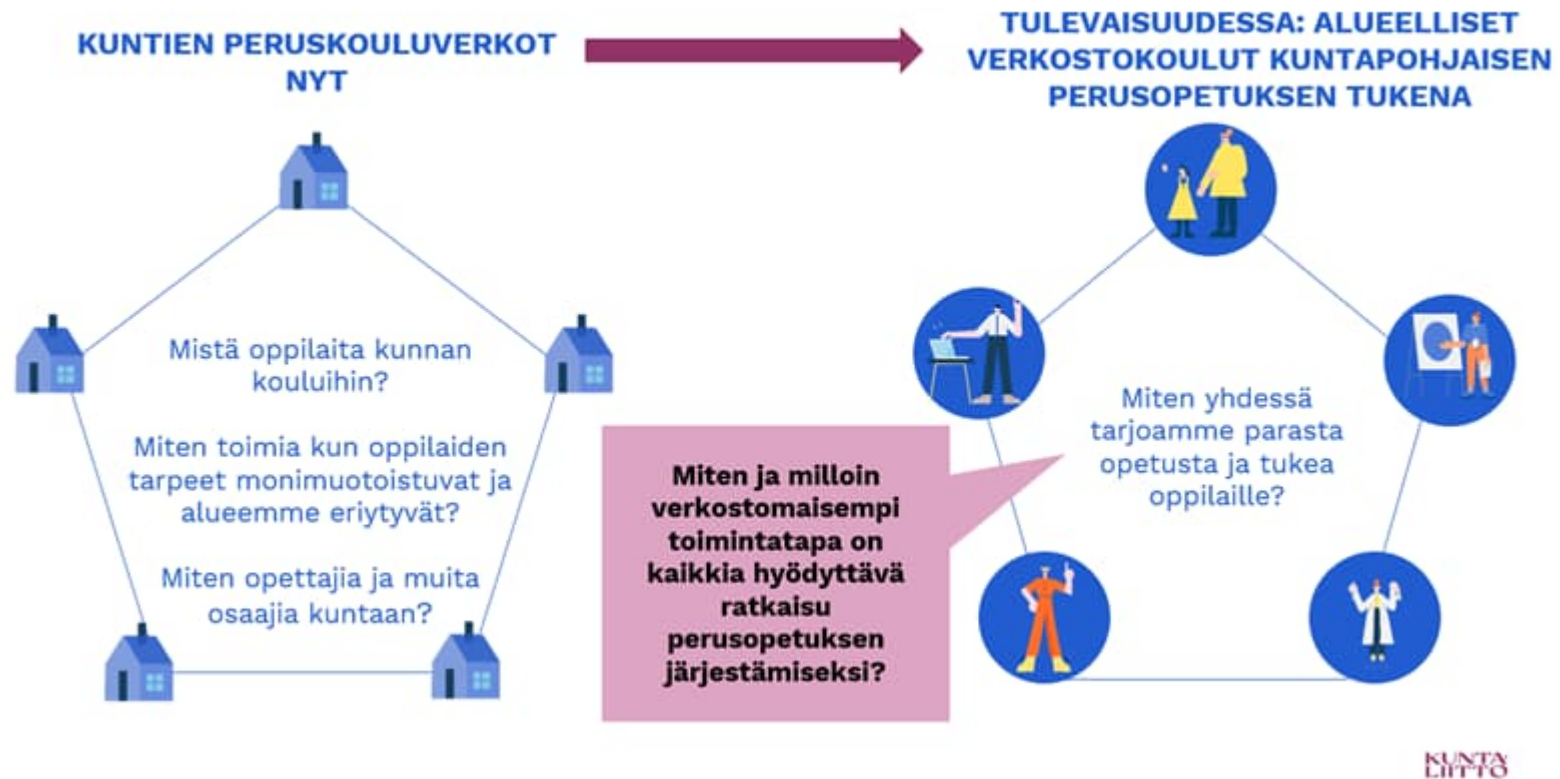 KUNTIEN PERUSKOULUVERKOT
NYT
TULEVAISUUDESSA: ALUEELLISET
VERKOSTOKOULUT KUNTAPOHJAISEN
PERUSOPETUKSEN TUKENA
Mistä oppilaita kunnan
kouluihin?
Miten toimia kun oppilaiden
tarpeet monimuotoistuvat ja
alueemme eriytyvät?
Miten opettajia ja muita
osaajia kuntaan?
Miten ja milloin
verkostomaisempi
toimintatapa on
kaikkia hyödyttävä
ratkaisu
perusopetuksen
järjestämiseksi?
Miten yhdessä
tarjoamme parasta
opetusta ja tukea
oppilaille?
KUNTA
LIITTO